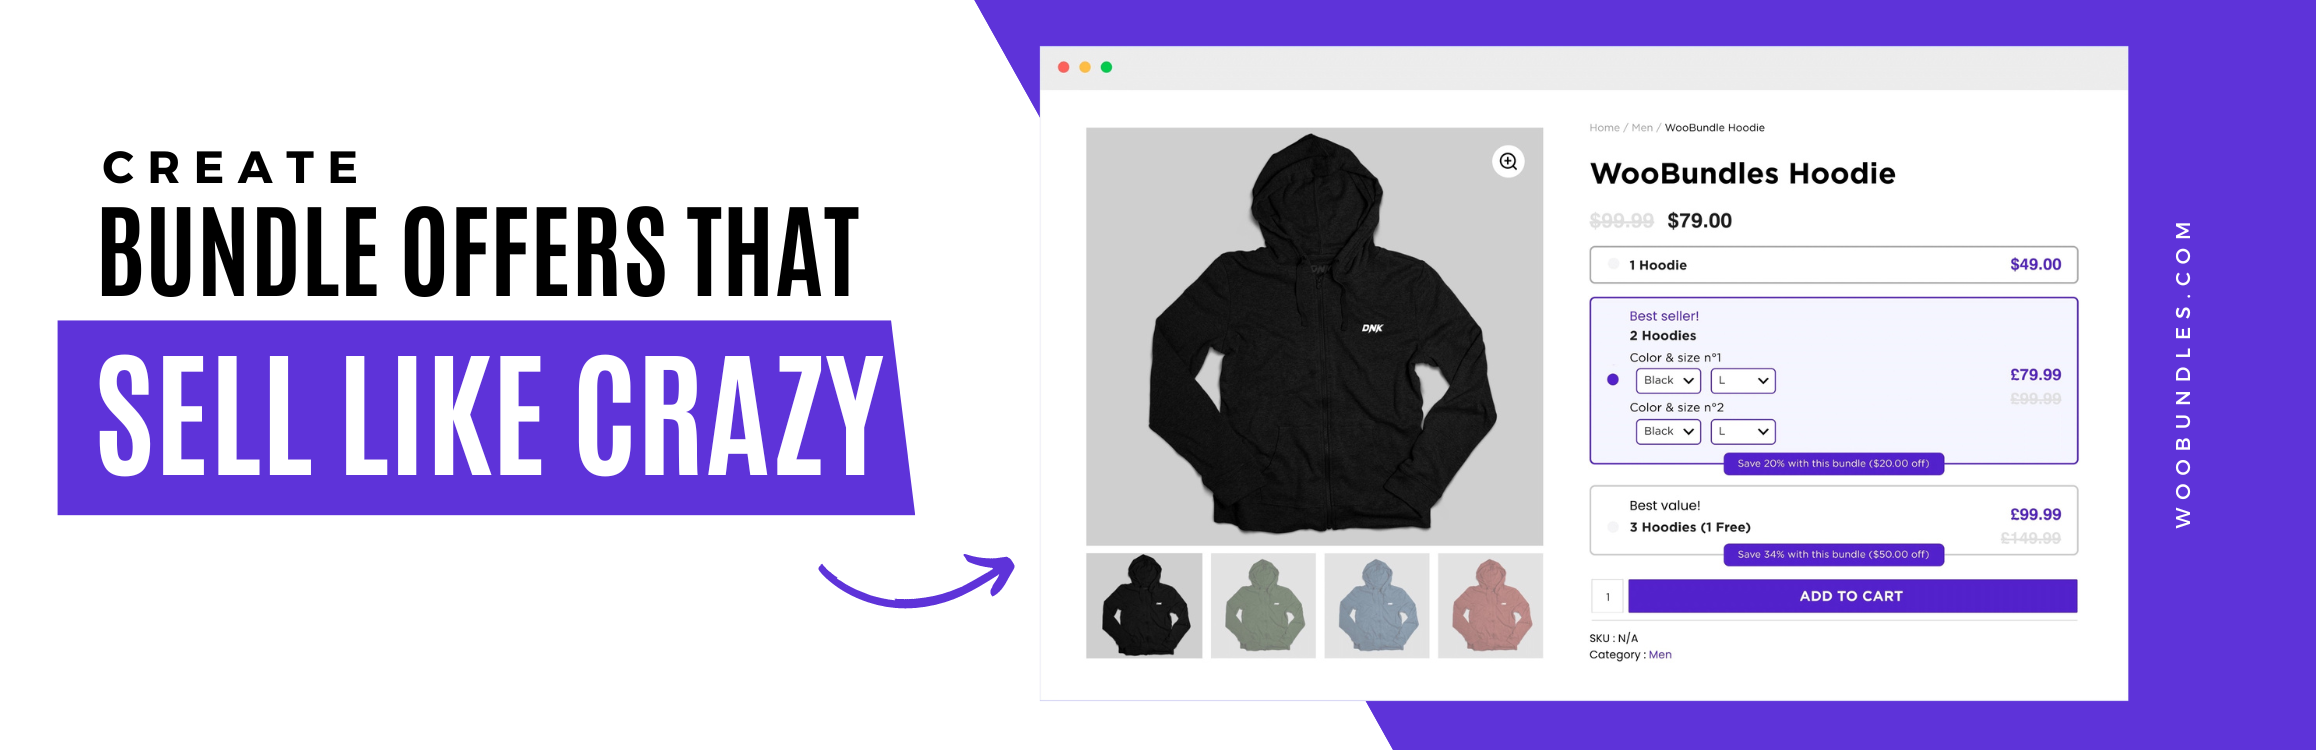 CREATE
BUNDLE OFFERS THAT
SELL LIKE CRAZY
Home / Men / WooBundle Hoodie
WooBundles Hoodie
$99.99 $79.00
1 Hoodie $49.00
Best seller!
2 Hoodies
Color & size n°1
Black L
£79.99
£99.99
Color & size n°2
Black L
Save 20% with this bundle ($20.00 off)
Best value!
3 Hoodies (1 Free)
£99.99
£149.99
Save 34% with this bundle ($50.00 off)
1 ADD TO CART
SKU : N/A
Category : Men
DNK
WOOBUNDLES.COM